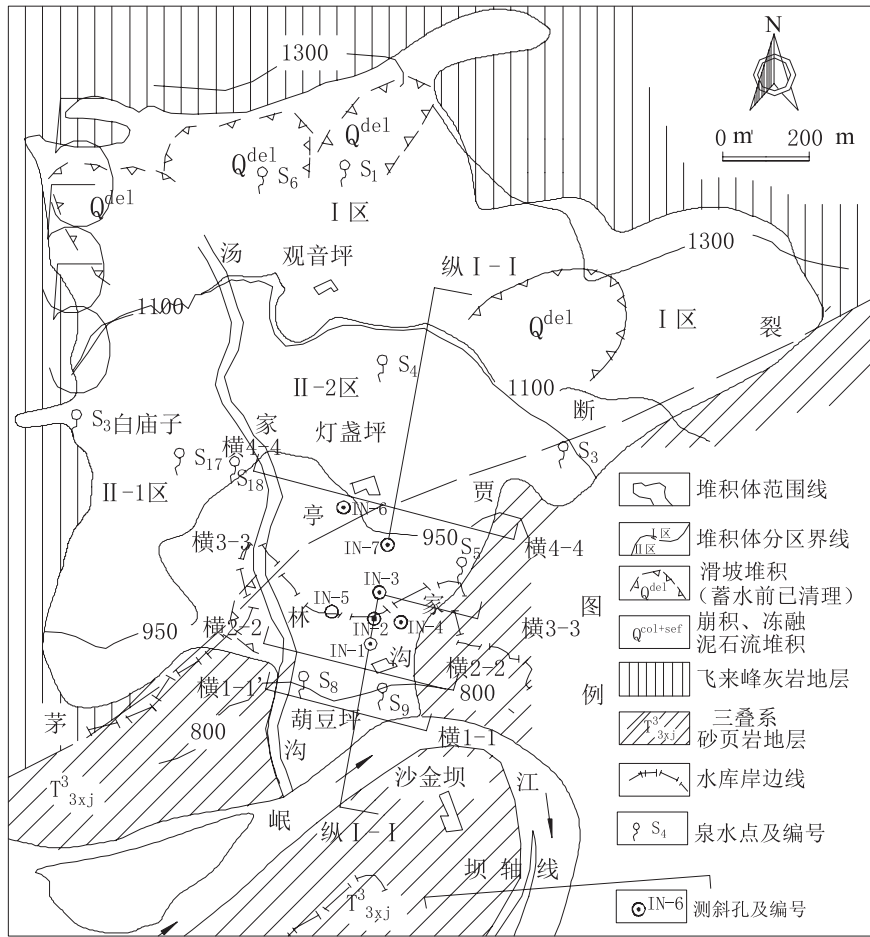 1300
N
0 m 200 m
Q^del
Q^del
S6
S1
Q^del
I区
汤
观音坪
纵I-I
1300
1100
Q^del
I区
裂
S4
II-2区
1100
S3
白庙子
家
灯盏坪
断
横4-4
S3
S17
S18
II-1区
贾
亭
IN-6
横3-3
IN-7
950
横4-4
S5
IN-3
IN-5
家
林
950
横2-2
IN-2
IN-4
横3-3
IN-1
沟
横2-2
横1-1'
S8
800
S9
茅
800
葫豆坪
横1-1
沟
沙金坝
江
T^3_3xj
岷
纵I-I
坝轴线
T^3_3xj
图
例
堆积体范围线
I区
II区
堆积体分区界线
Q^del
滑坡堆积
（蓄水前已清理）
Q^col+sef
崩积、冻融
泥石流堆积
飞来峰灰岩地层
T^3_3xj
三叠系
砂页岩地层
水库岸边线
S4
泉水点及编号
IN-6
测斜孔及编号